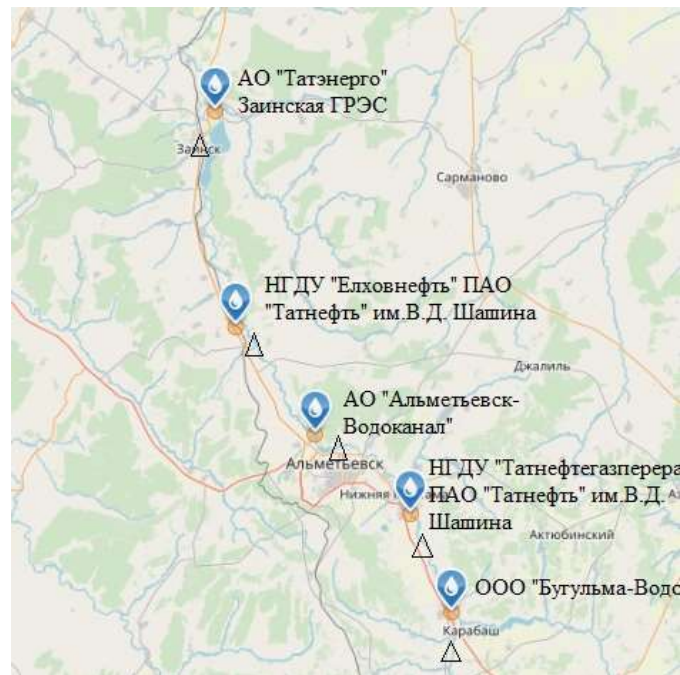 АО "Татэнерго"
Заинская ГРЭС
Заинск
Сарманово
НГДУ "Елховнефть" ПАО
"Татнефть" им.В.Д. Шашина
Джалиль
АО "Альметьевск-
Водоканал"
Альметьевск
НГДУ "Татнефтегазперера
Нижняя
ПАО "Татнефть" им.В.Д.
Шашина
Актюбинский
ООО "Бугульма-Водо
Карабаш